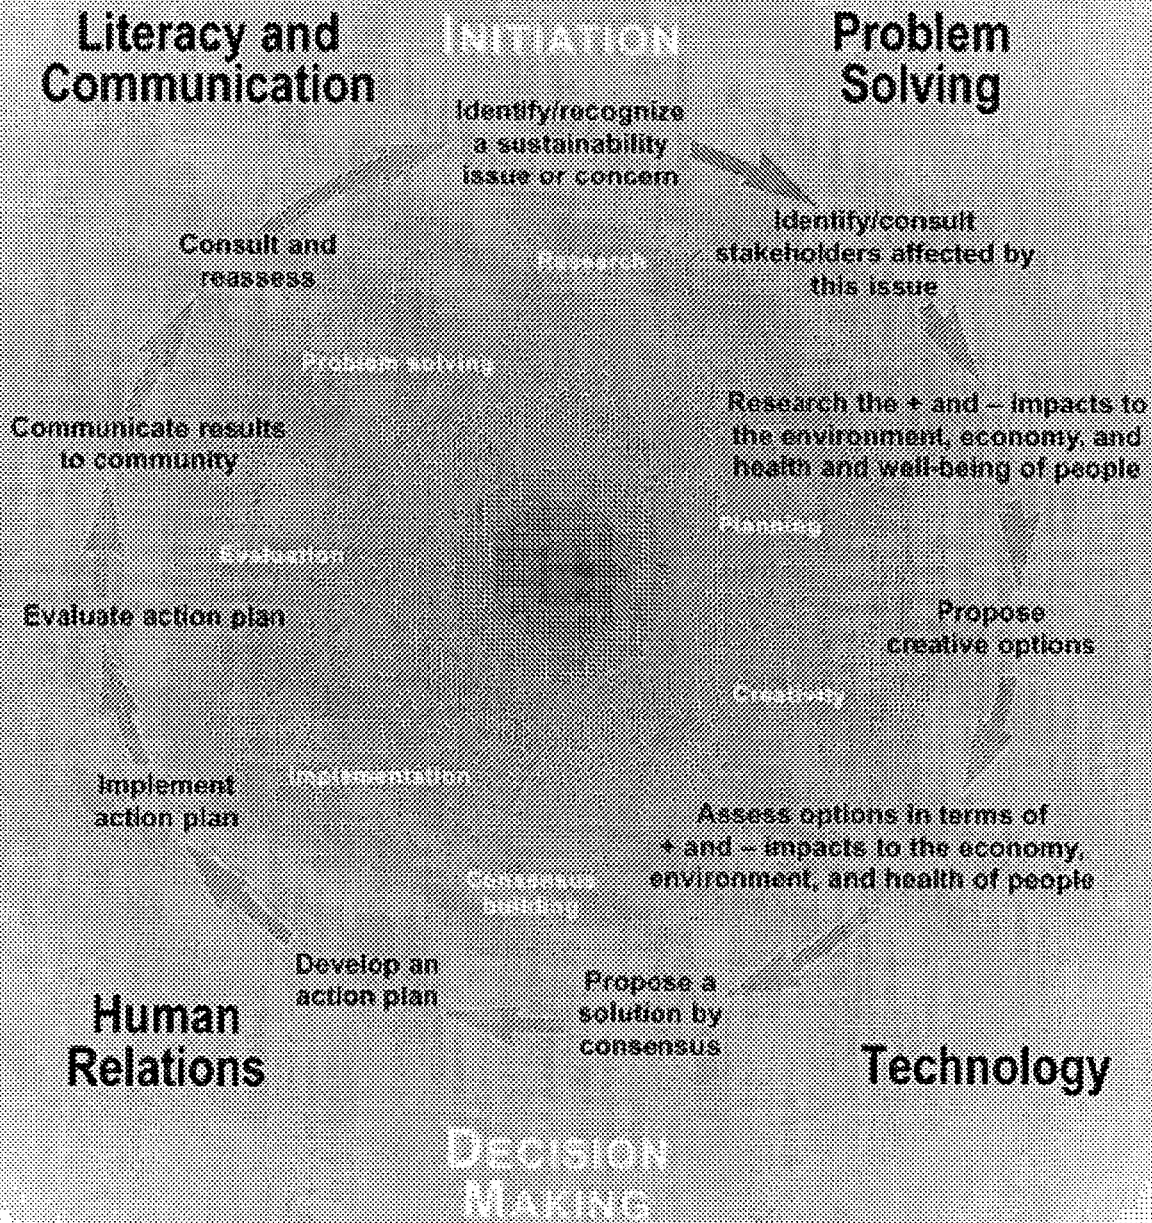 Literacy and
Communication
INITIATION
Problem
Solving
Identify/recognize
a sustainability
issue or concern
Identify/consult
stakeholders affected by
this issue
Consult and
reassess
Research
Problem solving
Research the + and – impacts to
the environment, economy, and
health and well-being of people
Communicate results
to community
Planning
Evaluation
Evaluate action plan
Propose
creative options
Creativity
Implementation
Implement
action plan
Assess options in terms of
+ and – impacts to the economy,
environment, and health of people
Consensus
building
Develop an
action plan
Propose a
solution by
consensus
Human
Relations
Technology
DECISION
MAKING